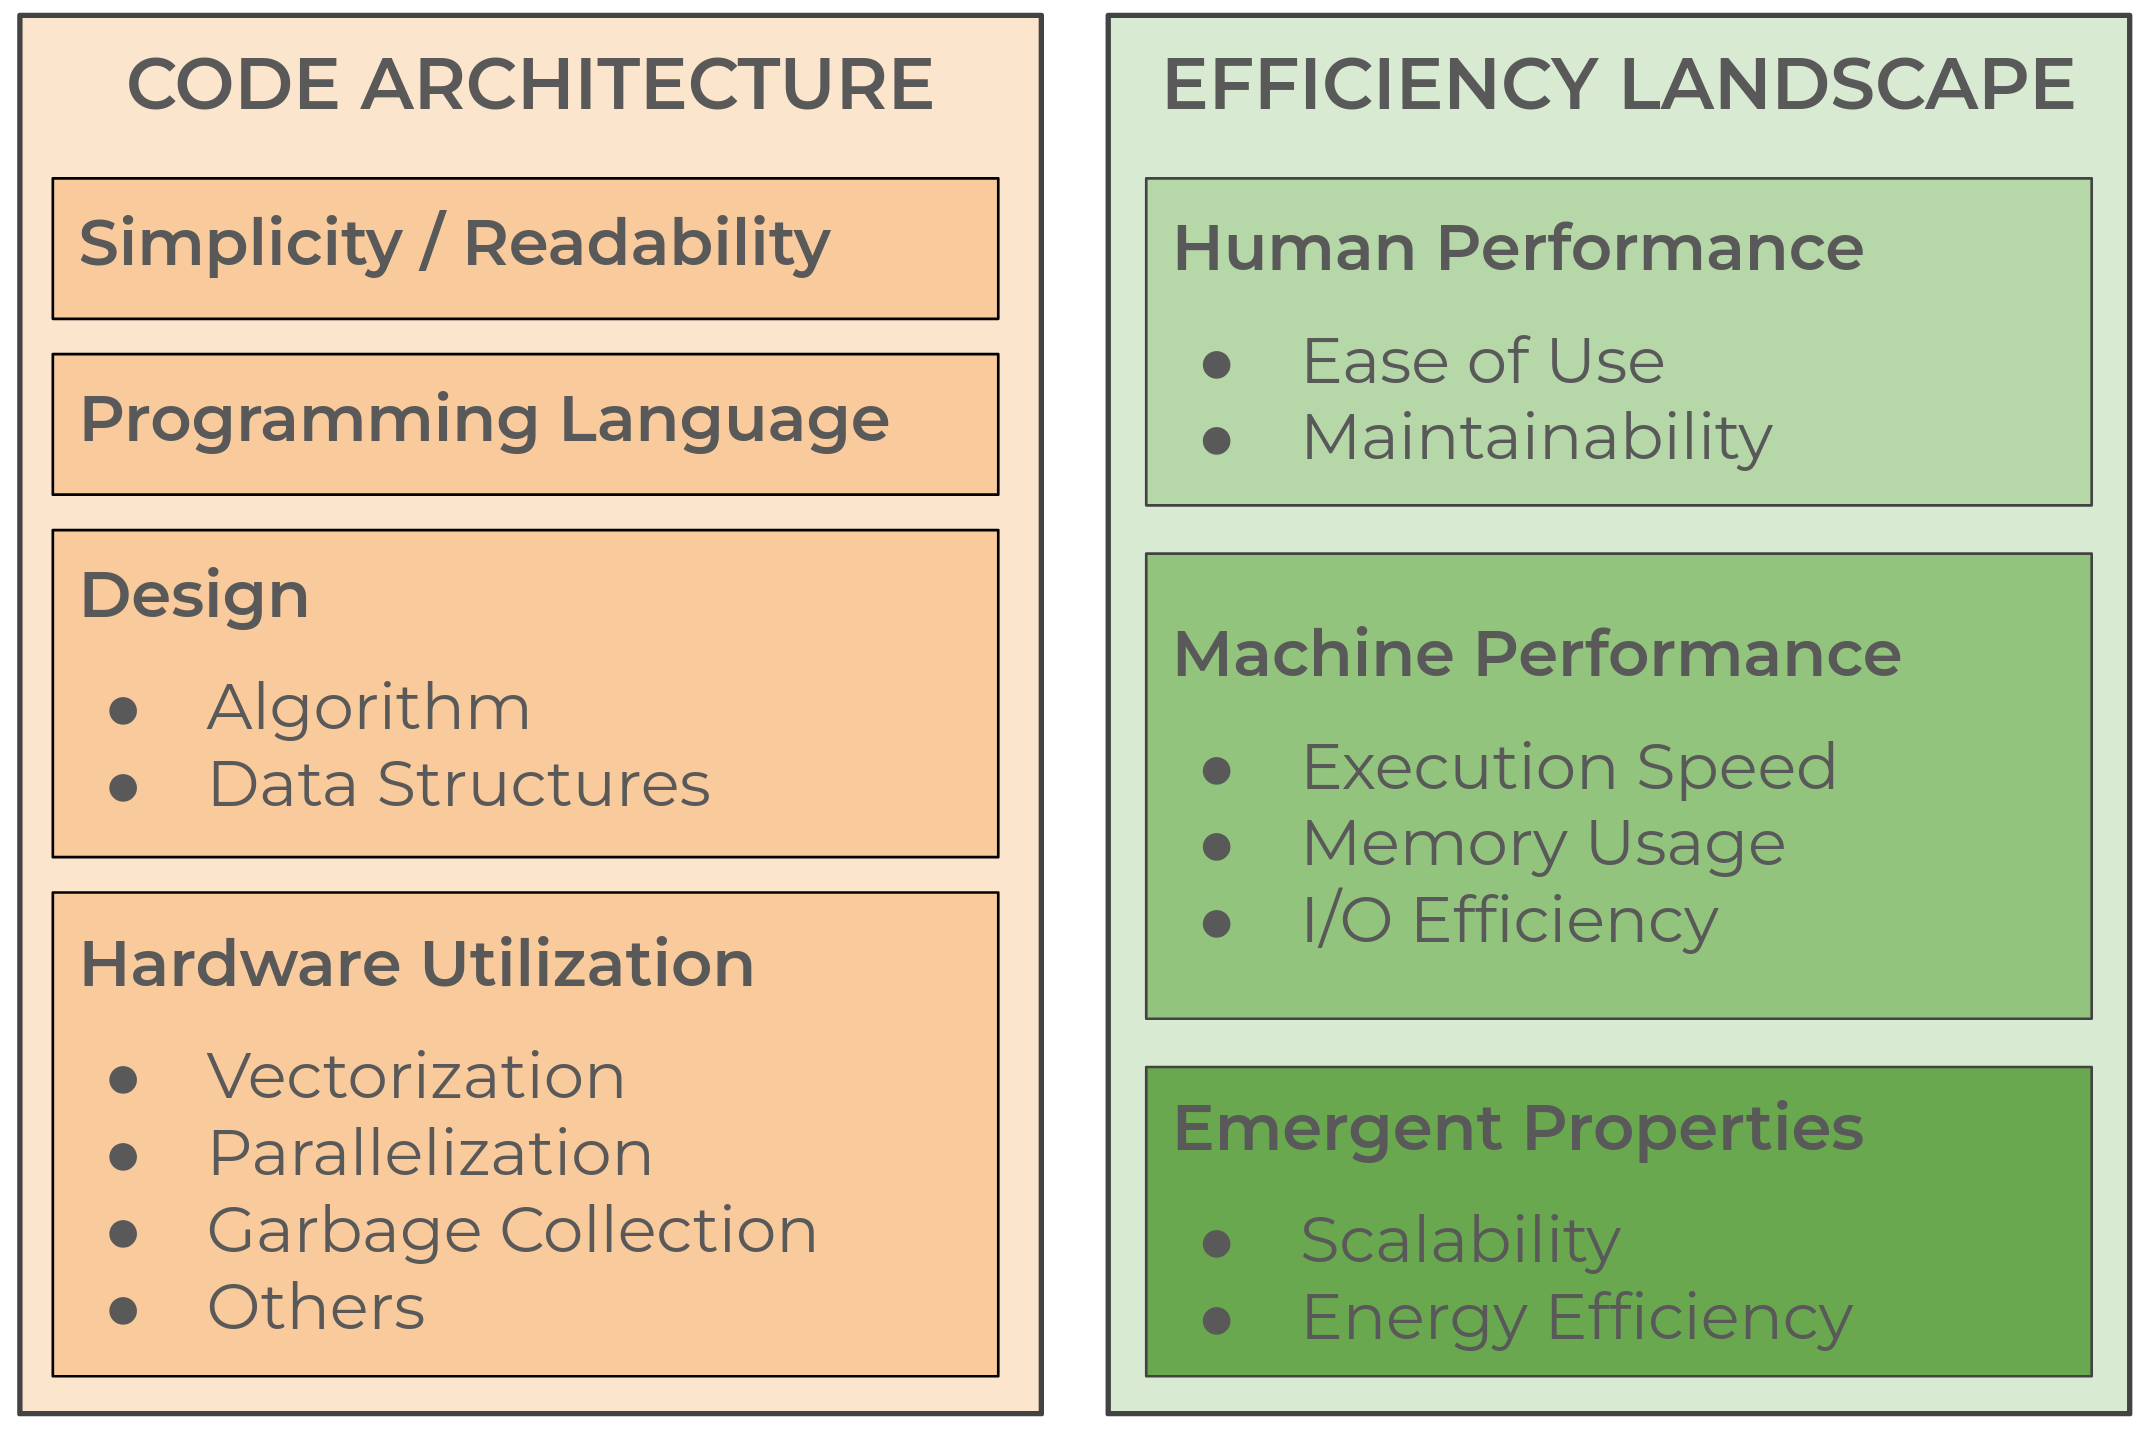 CODE ARCHITECTURE
Simplicity / Readability
Programming Language
Design
● Algorithm
● Data Structures
Hardware Utilization
● Vectorization
● Parallelization
● Garbage Collection
● Others
EFFICIENCY LANDSCAPE
Human Performance
● Ease of Use
● Maintainability
Machine Performance
● Execution Speed
● Memory Usage
● I/O Efficiency
Emergent Properties
● Scalability
● Energy Efficiency